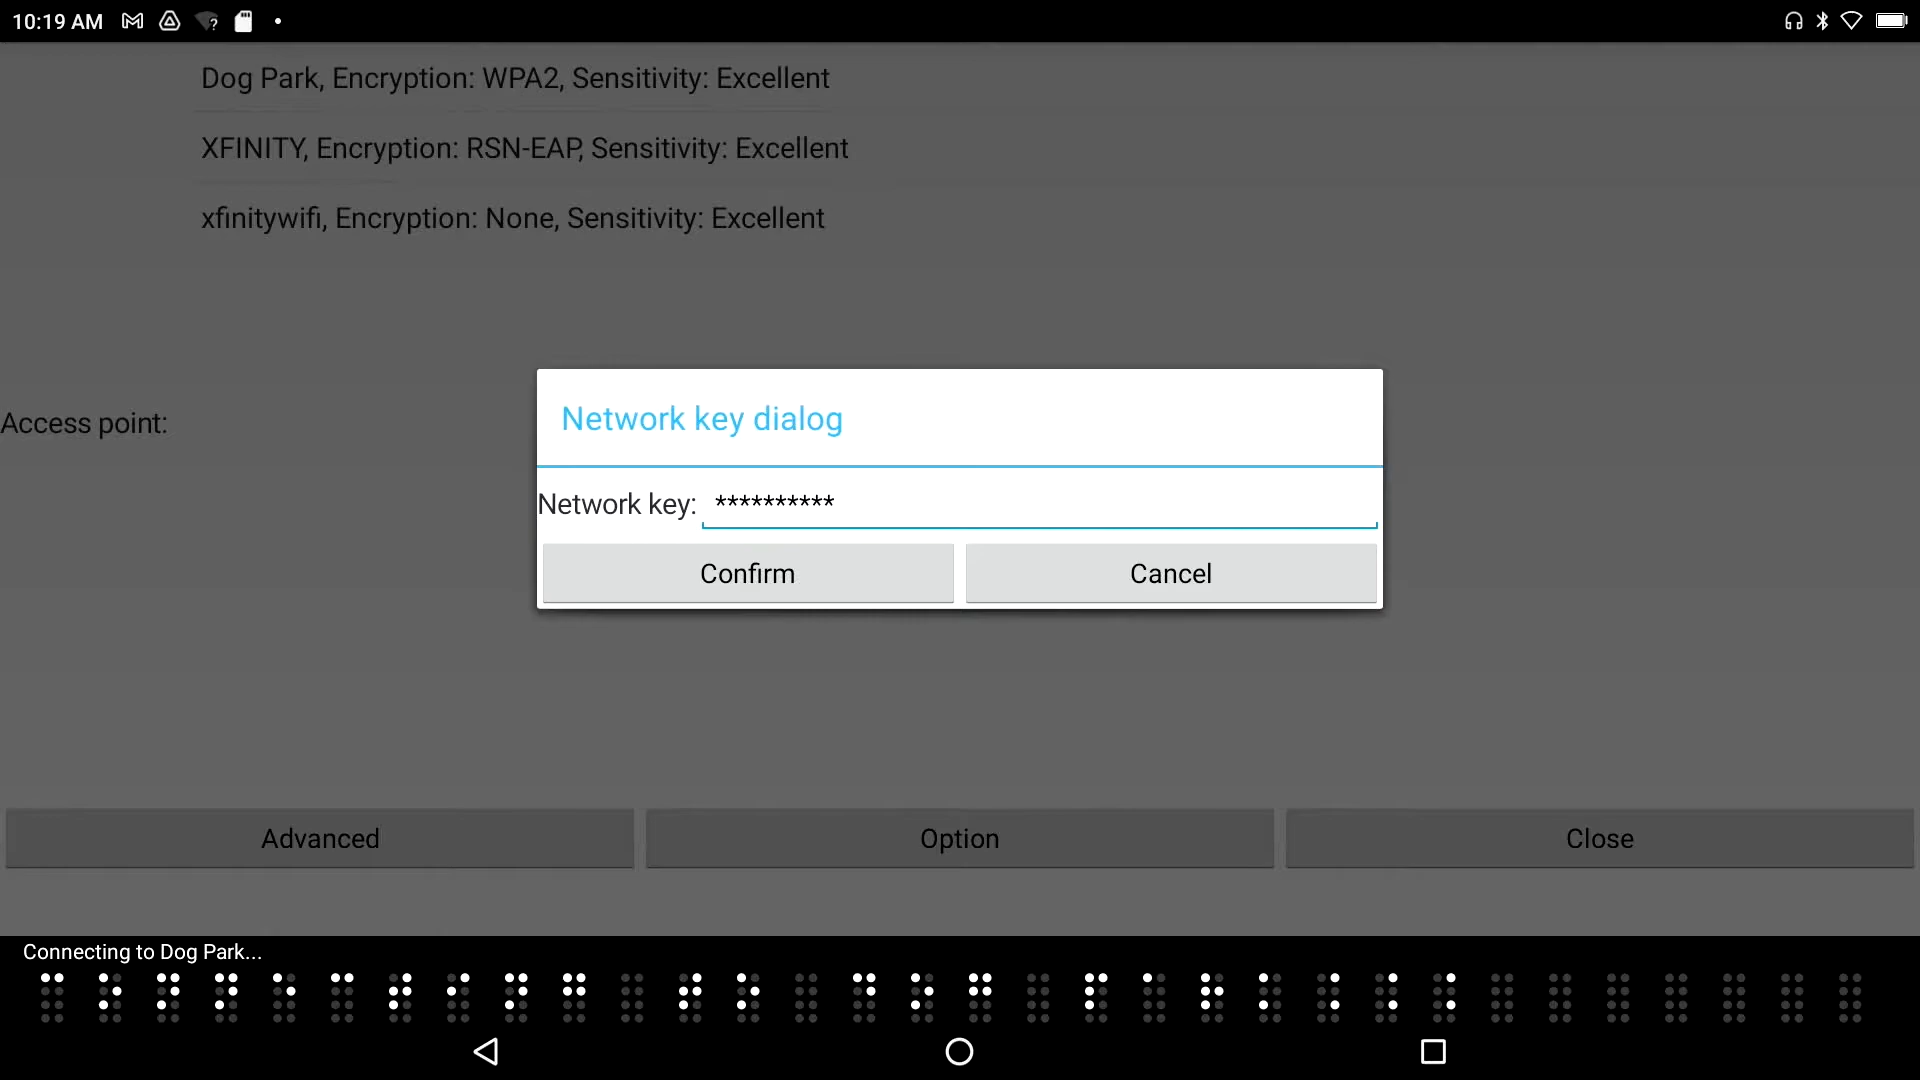 10:19 AM
Dog Park, Encryption: WPA2, Sensitivity: Excellent
XFINITY, Encryption: RSN-EAP, Sensitivity: Excellent
xfinitywifi, Encryption: None, Sensitivity: Excellent
Access point:
Network key dialog
Network key: **********
Confirm Cancel
Advanced Option Close
Connecting to Dog Park...